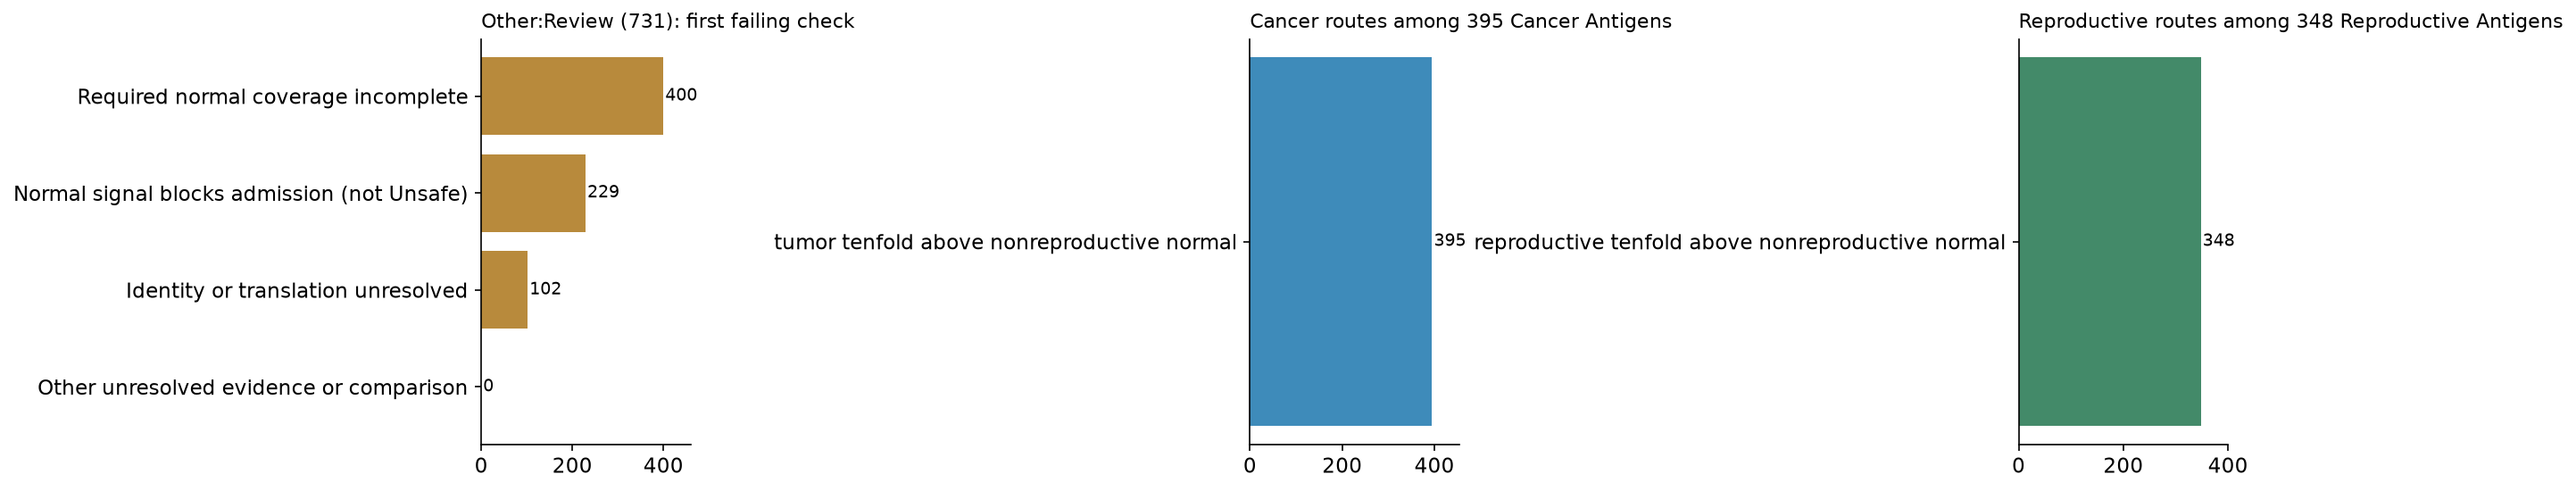 Other:Review (731): first failing check
Required normal coverage incomplete
400
Normal signal blocks admission (not Unsafe)
229
Identity or translation unresolved
102
Other unresolved evidence or comparison
0
0 200 400
Cancer routes among 395 Cancer Antigens
tumor tenfold above nonreproductive normal
395
0 200 400
Reproductive routes among 348 Reproductive Antigens
reproductive tenfold above nonreproductive normal
348
0 200 400